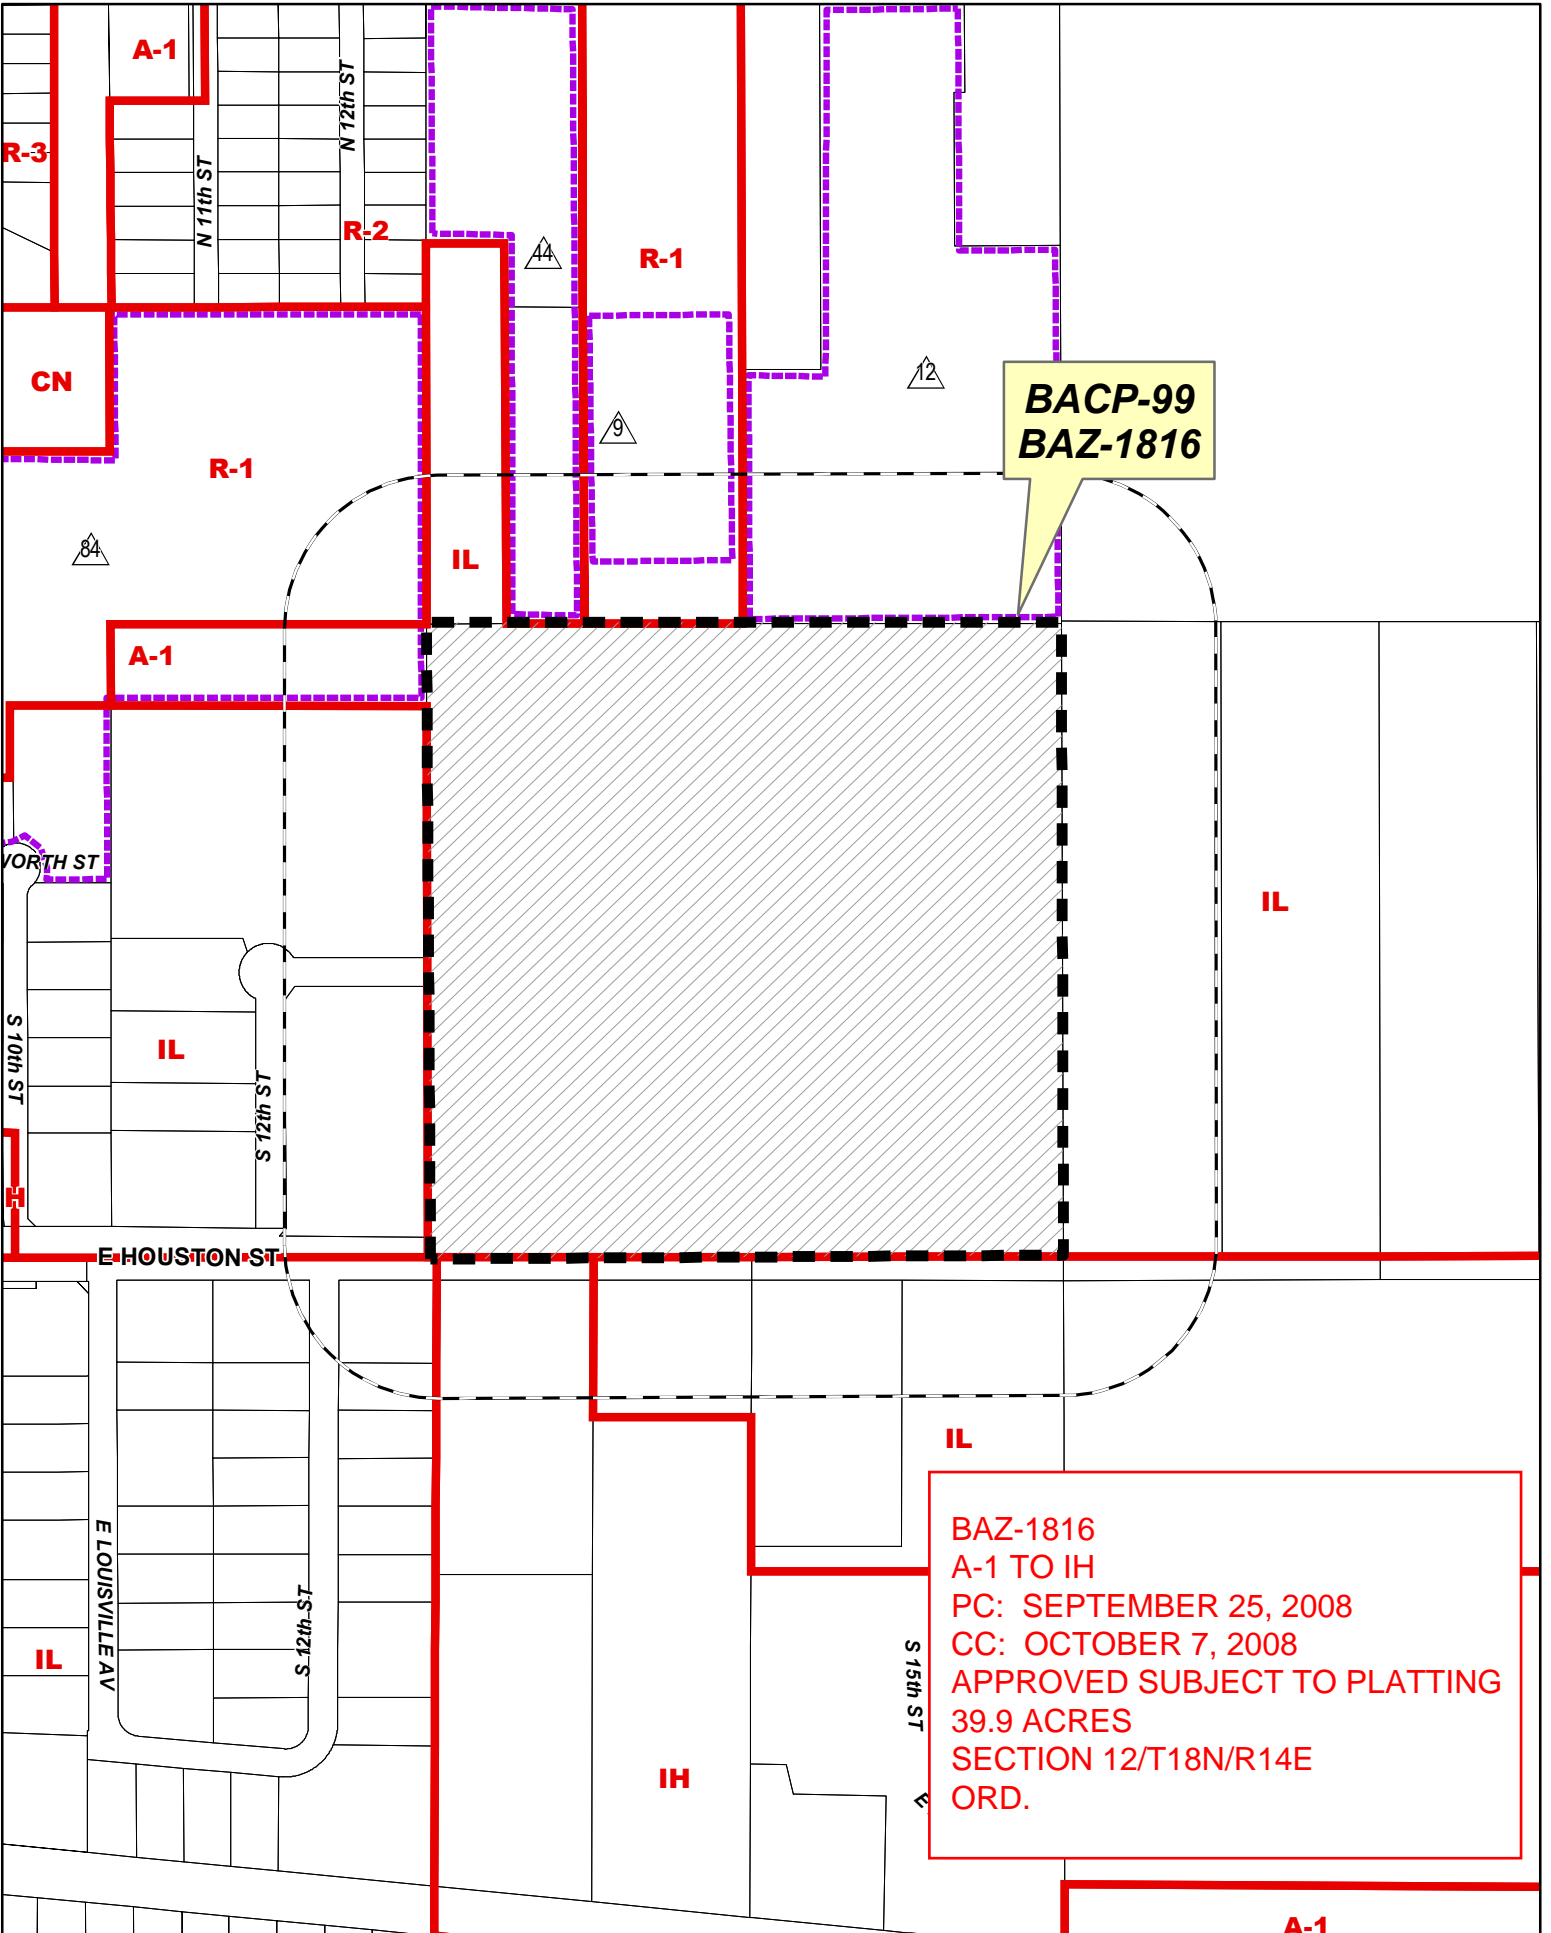 A-1
N 12th ST
R-3
N 11th ST
R-2
44
R-1
CN
12
BACP-99
BAZ-1816
9
R-1
84
IL
A-1
VORTH ST
IL
S 10th ST
IL
S 12th ST
H
E HOUSTON ST
IL
BAZ-1816
A-1 TO IH
PC: SEPTEMBER 25, 2008
CC: OCTOBER 7, 2008
APPROVED SUBJECT TO PLATTING
39.9 ACRES
SECTION 12/T18N/R14E
ORD.
E LOUISVILLE AV
S 12th ST
IL
S 15th ST
IH
E
A-1